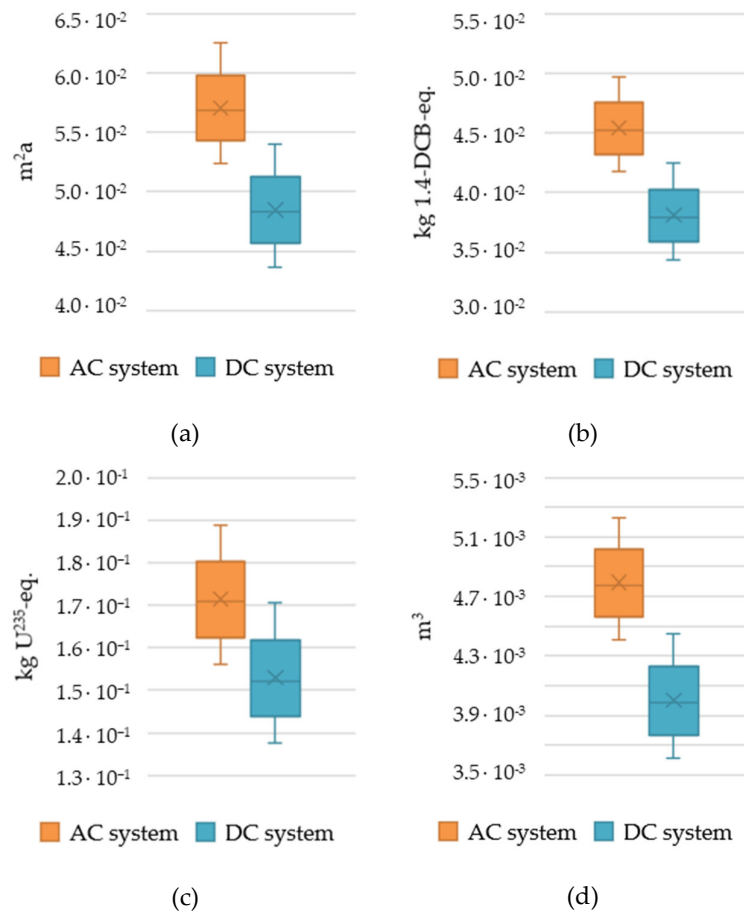 6.5· 10⁻²
6.0· 10⁻²
5.5· 10⁻²
5.0· 10⁻²
4.5· 10⁻²
4.0· 10⁻²
m²a
AC system DC system
(a)
5.5· 10⁻²
5.0· 10⁻²
4.5· 10⁻²
4.0· 10⁻²
3.5· 10⁻²
3.0· 10⁻²
kg 1.4-DCB-eq.
AC system DC system
(b)
2.0· 10⁻¹
1.9· 10⁻¹
1.8· 10⁻¹
1.7· 10⁻¹
1.6· 10⁻¹
1.5· 10⁻¹
1.4· 10⁻¹
1.3· 10⁻¹
kg U²³⁵-eq.
AC system DC system
(c)
5.5· 10⁻³
5.1· 10⁻³
4.7· 10⁻³
4.3· 10⁻³
3.9· 10⁻³
3.5· 10⁻³
m³
AC system DC system
(d)